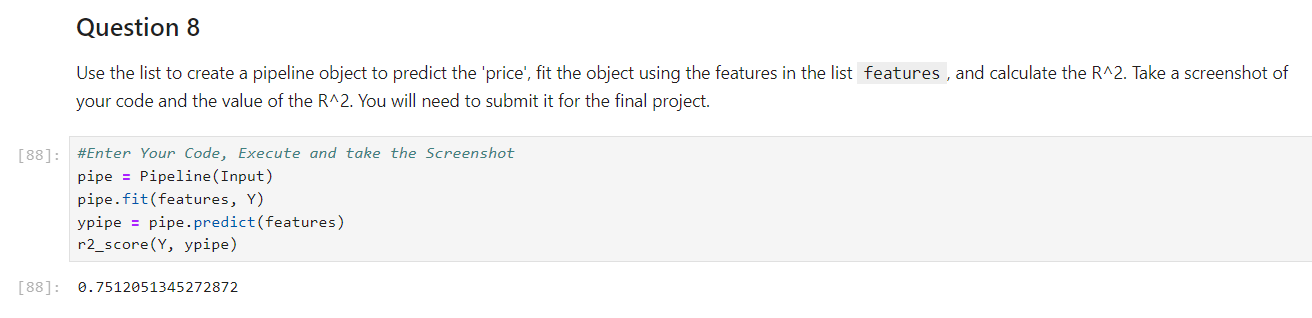 Question 8
Use the list to create a pipeline object to predict the 'price', fit the object using the features in the list features , and calculate the R^2. Take a screenshot of
your code and the value of the R^2. You will need to submit it for the final project.
[88]: #Enter Your Code, Execute and take the Screenshot
pipe = Pipeline(Input)
pipe.fit(features, Y)
ypipe = pipe.predict(features)
r2_score(Y, ypipe)
[88]: 0.7512051345272872